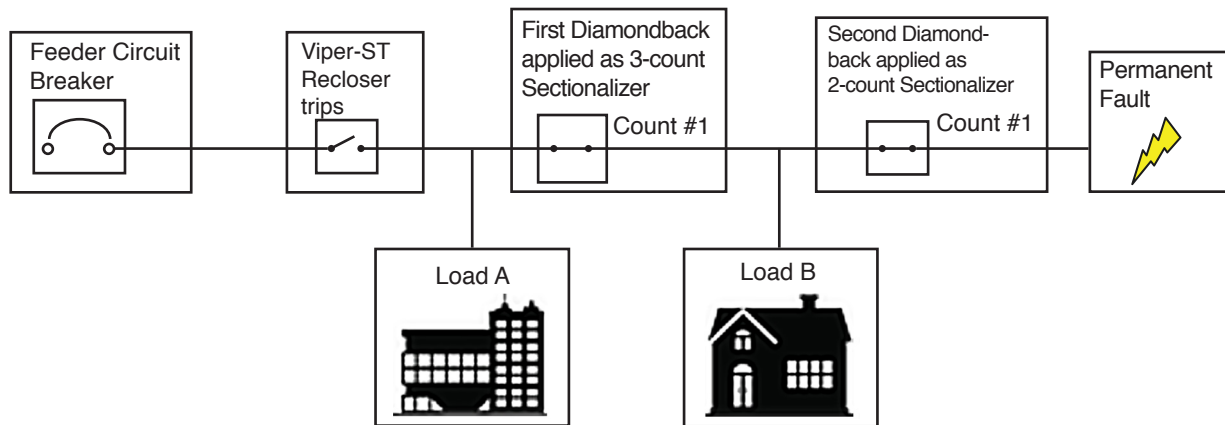 Feeder Circuit
Breaker
Viper-ST
Recloser
trips
First Diamondback
applied as 3-count
Sectionalizer
Count #1
Second Diamond-
back applied as
2-count Sectionalizer
Count #1
Permanent
Fault
Load A
Load B